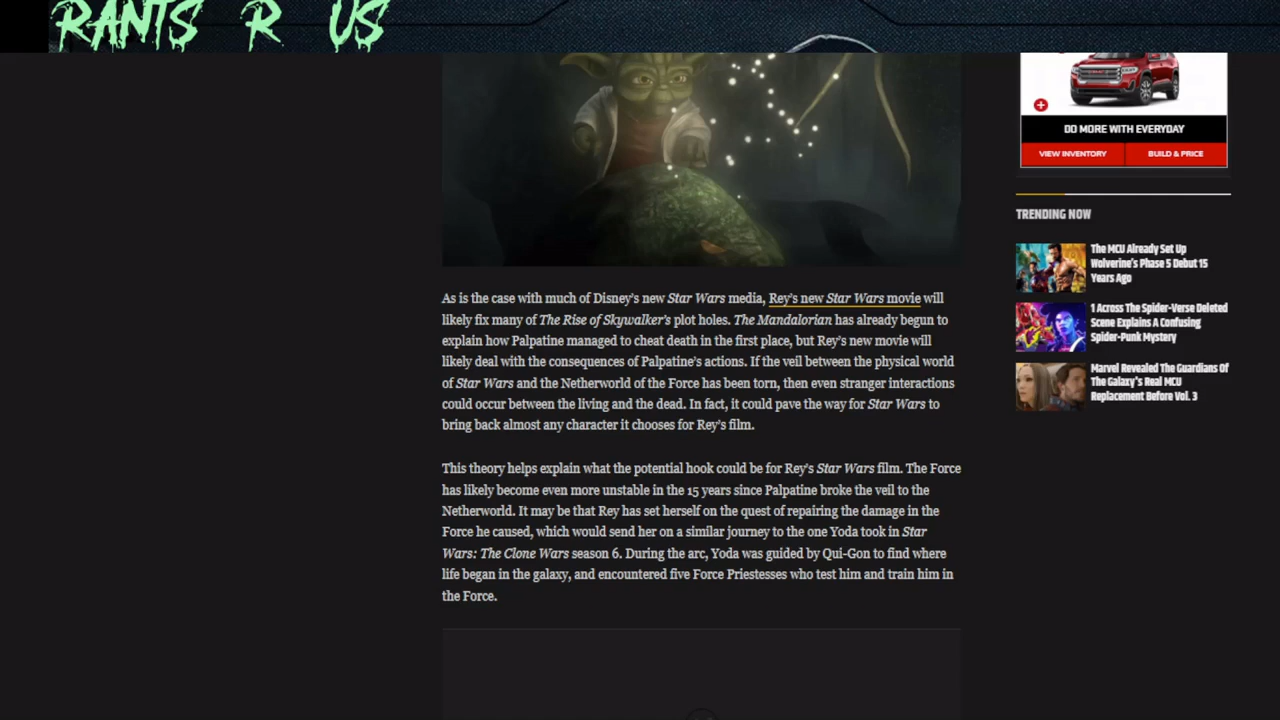 RANTS R US
DO MORE WITH EVERYDAY
VIEW INVENTORY
BUILD & PRICE
TRENDING NOW
The MCU Already Set Up
Wolverine's Phase 5 Debut 15
Years Ago
1 Across The Spider-Verse Deleted
Scene Explains A Confusing
Spider-Punk Mystery
Marvel Revealed The Guardians Of
The Galaxy's Real MCU
Replacement Before Vol. 3
As is the case with much of Disney's new Star Wars media, Rey's new Star Wars movie will
likely fix many of The Rise of Skywalker's plot holes. The Mandalorian has already begun to
explain how Palpatine managed to cheat death in the first place, but Rey's new movie will
likely deal with the consequences of Palpatine's actions. If the veil between the physical world
of Star Wars and the Netherworld of the Force has been torn, then even stranger interactions
could occur between the living and the dead. In fact, it could pave the way for Star Wars to
bring back almost any character it chooses for Rey's film.
This theory helps explain what the potential hook could be for Rey's Star Wars film. The Force
has likely become even more unstable in the 15 years since Palpatine broke the veil to the
Netherworld. It may be that Rey has set herself on the quest of repairing the damage in the
Force he caused, which would send her on a similar journey to the one Yoda took in Star
Wars: The Clone Wars season 6. During the arc, Yoda was guided by Qui-Gon to find where
life began in the galaxy, and encountered five Force Priestesses who test him and train him in
the Force.